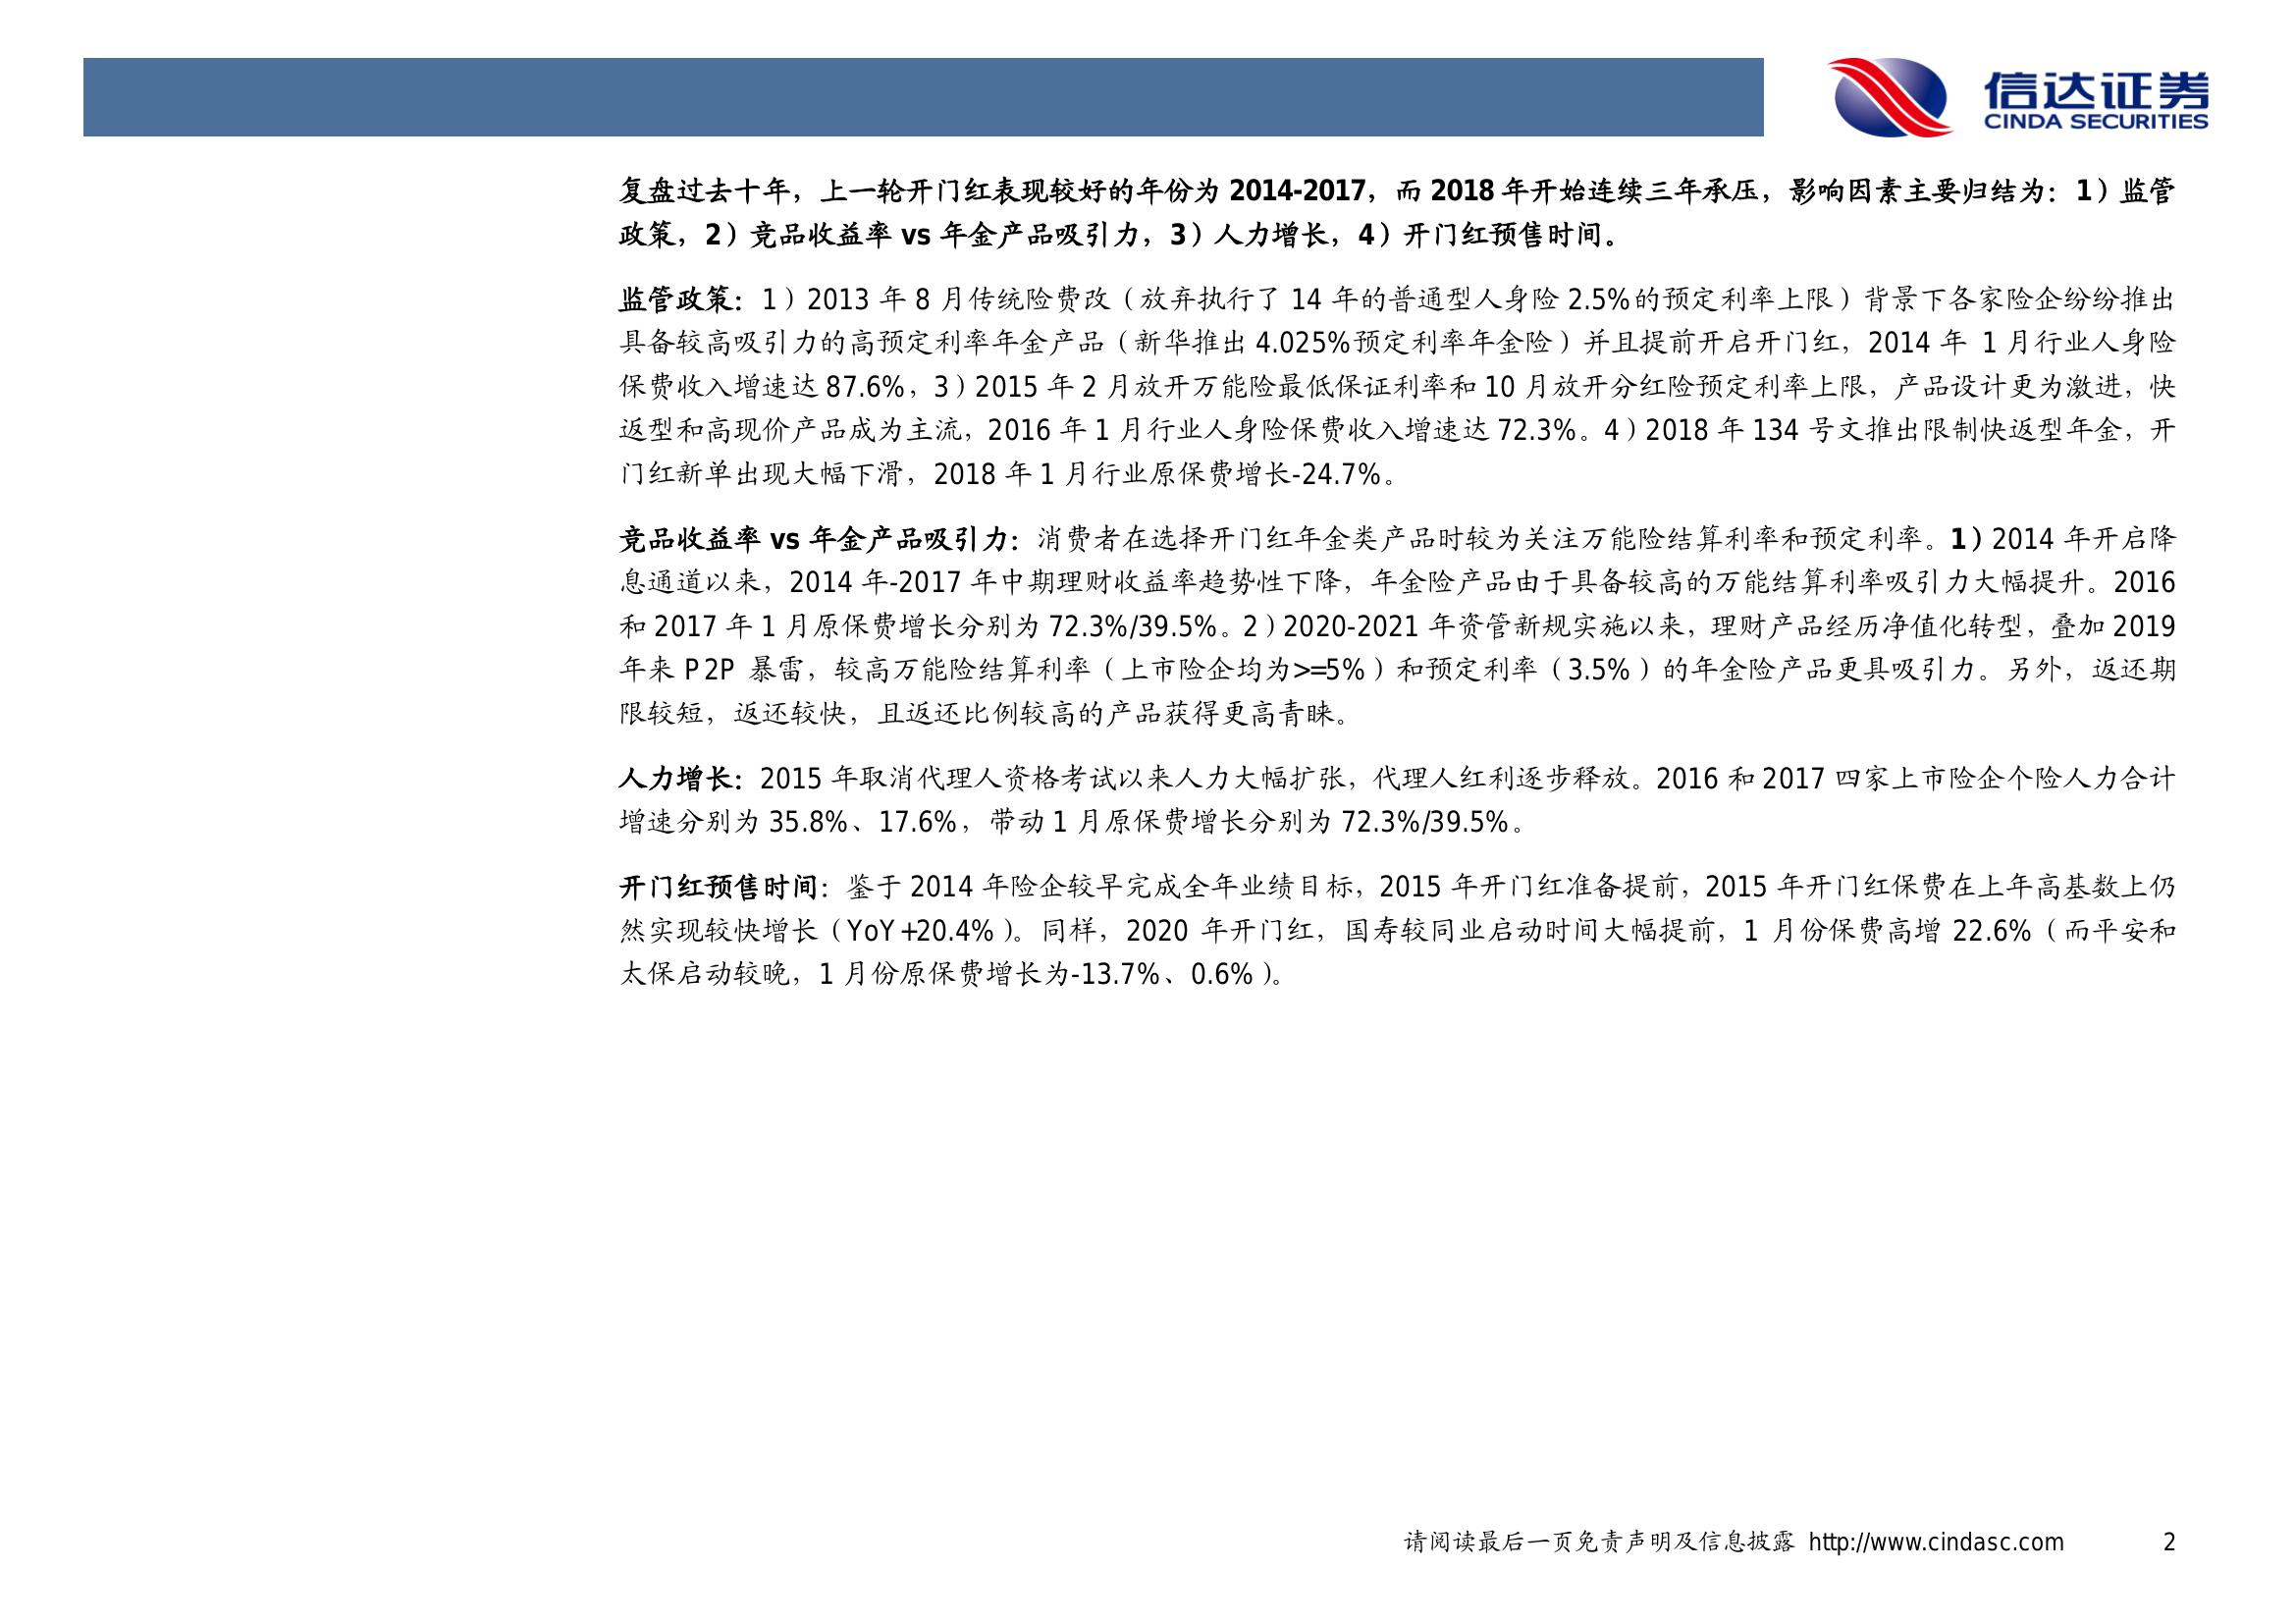 信达证券
CINDA SECURITIES
复盘过去十年，上一轮开门红表现较好的年份为 2014-2017，而 2018 年开始连续三年承压，影响因素主要归结为：1）监管
政策，2）竞品收益率 vs 年金产品吸引力，3）人力增长，4）开门红预售时间。
监管政策：1）2013 年 8 月传统险费改（放弃执行了 14 年的普通型人身险 2.5%的预定利率上限）背景下各家险企纷纷推出
具备较高吸引力的高预定利率年金产品（新华推出 4.025%预定利率年金险）并且提前开启开门红，2014 年 1 月行业人身险
保费收入增速达 87.6%，3）2015 年 2 月放开万能险最低保证利率和 10 月放开分红险预定利率上限，产品设计更为激进，快
返型和高现价产品成为主流，2016 年 1 月行业人身险保费收入增速达 72.3%。4）2018 年 134 号文推出限制快返型年金，开
门红新单出现大幅下滑，2018 年 1 月行业原保费增长-24.7%。
竞品收益率 vs 年金产品吸引力：消费者在选择开门红年金类产品时较为关注万能险结算利率和预定利率。1）2014 年开启降
息通道以来，2014 年-2017 年中期理财收益率趋势性下降，年金险产品由于具备较高的万能结算利率吸引力大幅提升。2016
和 2017 年 1 月原保费增长分别为 72.3%/39.5%。2）2020-2021 年资管新规实施以来，理财产品经历净值化转型，叠加 2019
年来 P2P 暴雷，较高万能险结算利率（上市险企均为>=5%）和预定利率（3.5%）的年金险产品更具吸引力。另外，返还期
限较短，返还较快，且返还比例较高的产品获得更高青睐。
人力增长：2015 年取消代理人资格考试以来人力大幅扩张，代理人红利逐步释放。2016 和 2017 四家上市险企个险人力合计
增速分别为 35.8%、17.6%，带动 1 月原保费增长分别为 72.3%/39.5%。
开门红预售时间：鉴于 2014 年险企较早完成全年业绩目标，2015 年开门红准备提前，2015 年开门红保费在上年高基数上仍
然实现较快增长（YoY+20.4%）。同样，2020 年开门红，国寿较同业启动时间大幅提前，1 月份保费高增 22.6%（而平安和
太保启动较晚，1 月份原保费增长为-13.7%、0.6%）。
请阅读最后一页免责声明及信息披露 http://www.cindasc.com 2